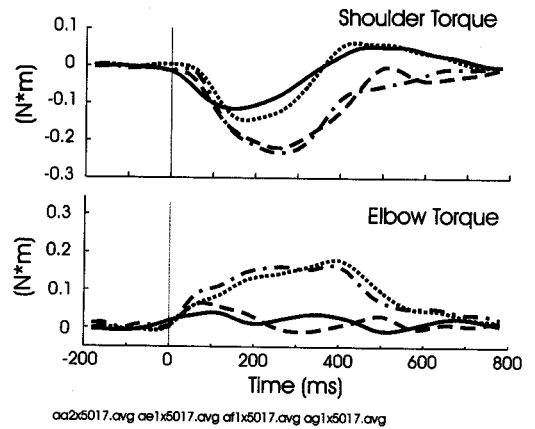 Shoulder Torque
0.1
0
-0.1
-0.2
-0.3
(N*m)
Elbow Torque
0.3
0.2
0.1
0
(N*m)
-200 0 200 400 600 800
Time (ms)
aa2x5017.avg ae1x5017.avg af1x5017.avg ag1x5017.avg